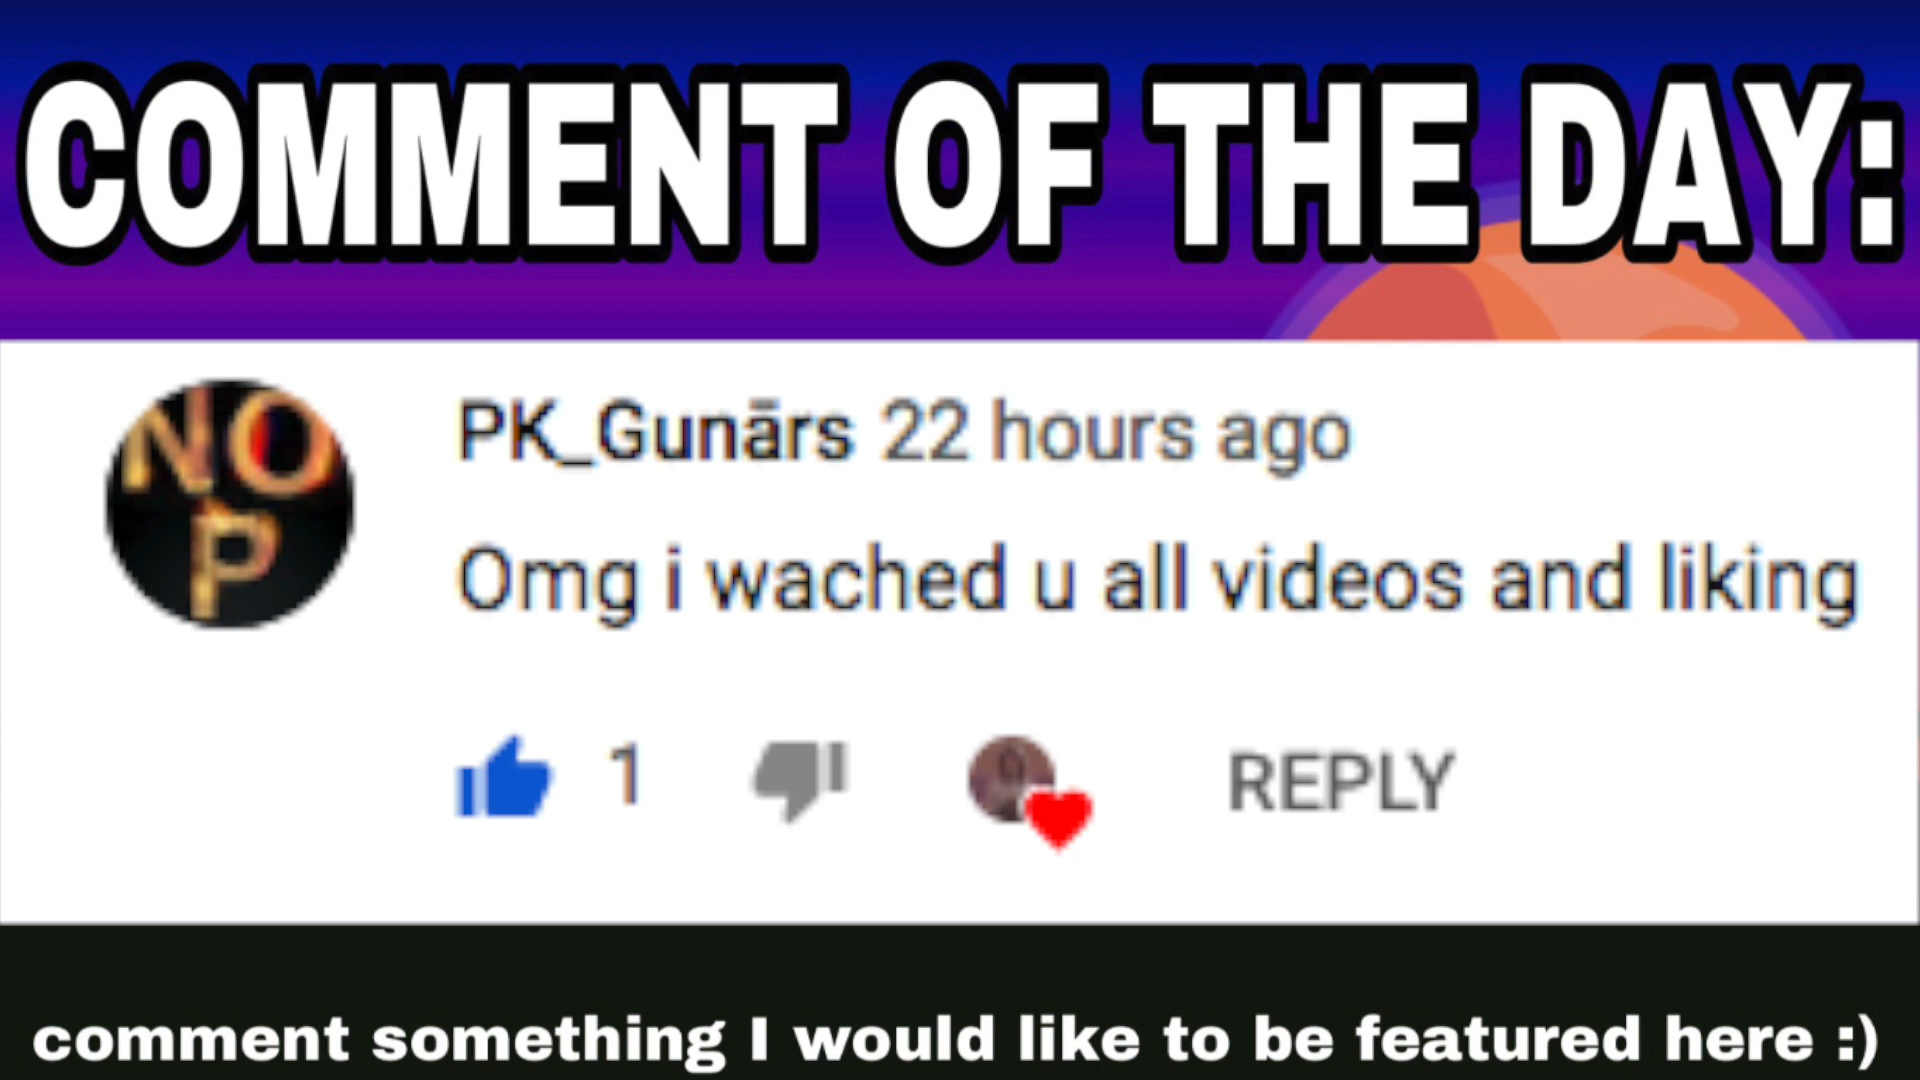 COMMENT OF THE DAY:
NO
P
PK_Gunārs 22 hours ago
Omg i wached u all videos and liking
1
REPLY
comment something I would like to be featured here :)